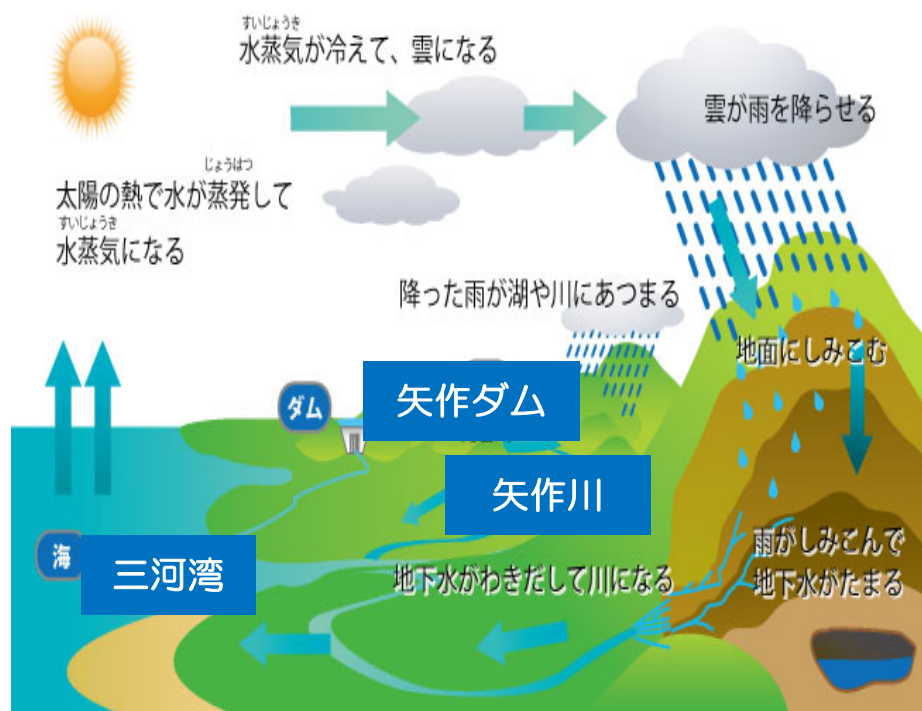 すいじょうき
水蒸気が冷えて、雲になる
雲が雨を降らせる
じょうはつ
太陽の熱で水が蒸発して
すいじょうき
水蒸気になる
降った雨が湖や川にあつまる
地面にしみこむ
ダム
矢作ダム
矢作川
海
三河湾
地下水がわきだして川になる
雨がしみこんで
地下水がたまる